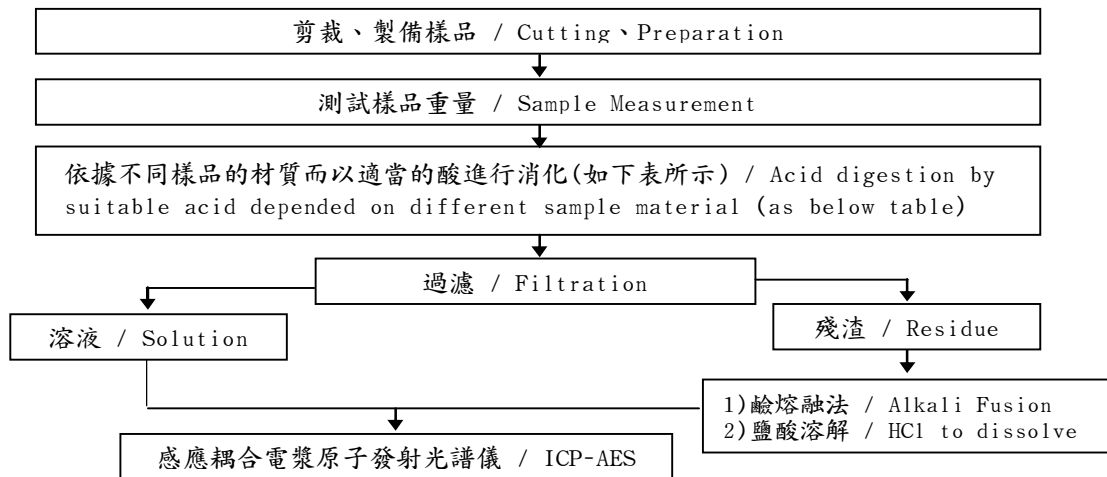 剪裁、製備樣品 / Cutting、Preparation
測試樣品重量 / Sample Measurement
依據不同樣品的材質而以適當的酸進行消化(如下表所示) / Acid digestion by
suitable acid depended on different sample material (as below table)
過濾 / Filtration
溶液 / Solution
殘渣 / Residue
1)鹼熔融法 / Alkali Fusion
2)鹽酸溶解 / HCl to dissolve
感應耦合電漿原子發射光譜儀 / ICP-AES